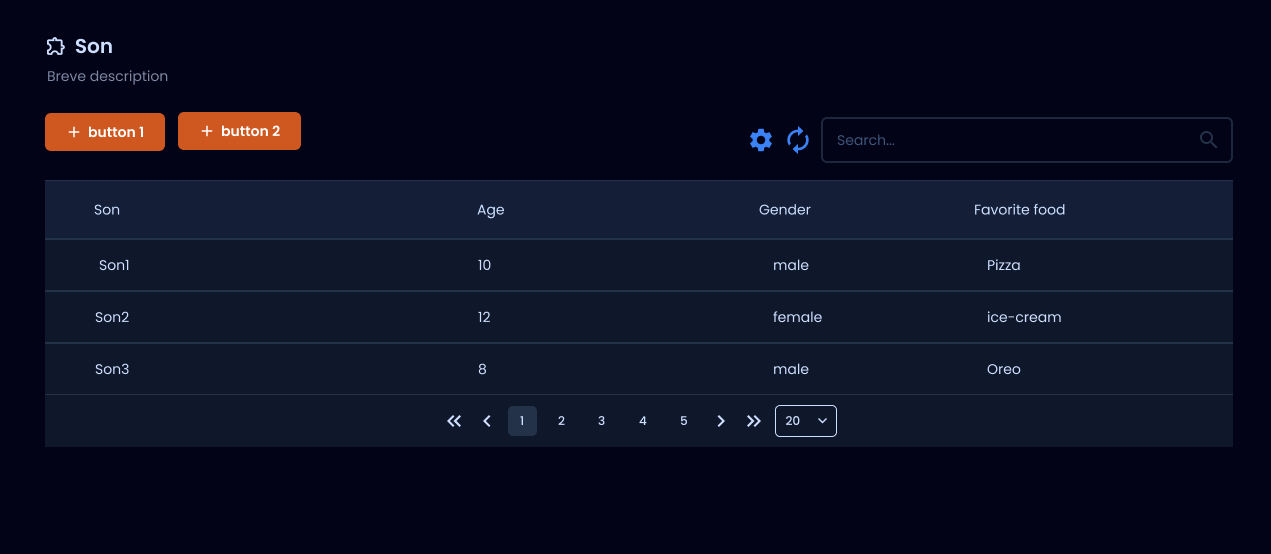 Son
Breve description
+ button 1 + button 2
Search...
Son Age Gender Favorite food
Son1 10 male Pizza
Son2 12 female ice-cream
Son3 8 male Oreo
1 2 3 4 5 20